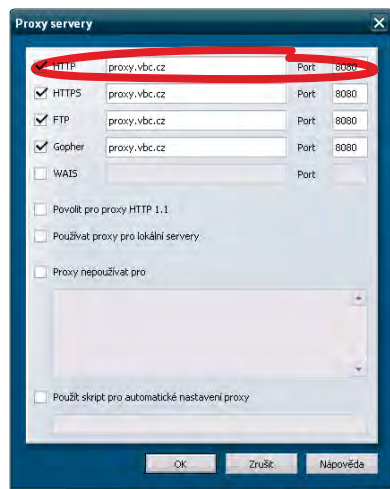 Proxy servery
HTTP proxy.vbc.cz Port 8080
HTTPS proxy.vbc.cz Port 8080
FTP proxy.vbc.cz Port 8080
Gopher proxy.vbc.cz Port 8080
WAIS Port
Povolit pro proxy HTTP 1.1
Používat proxy pro lokální servery
Proxy nepoužívat pro
Použít skript pro automatické nastavení proxy
OK Zrušit Nápověda